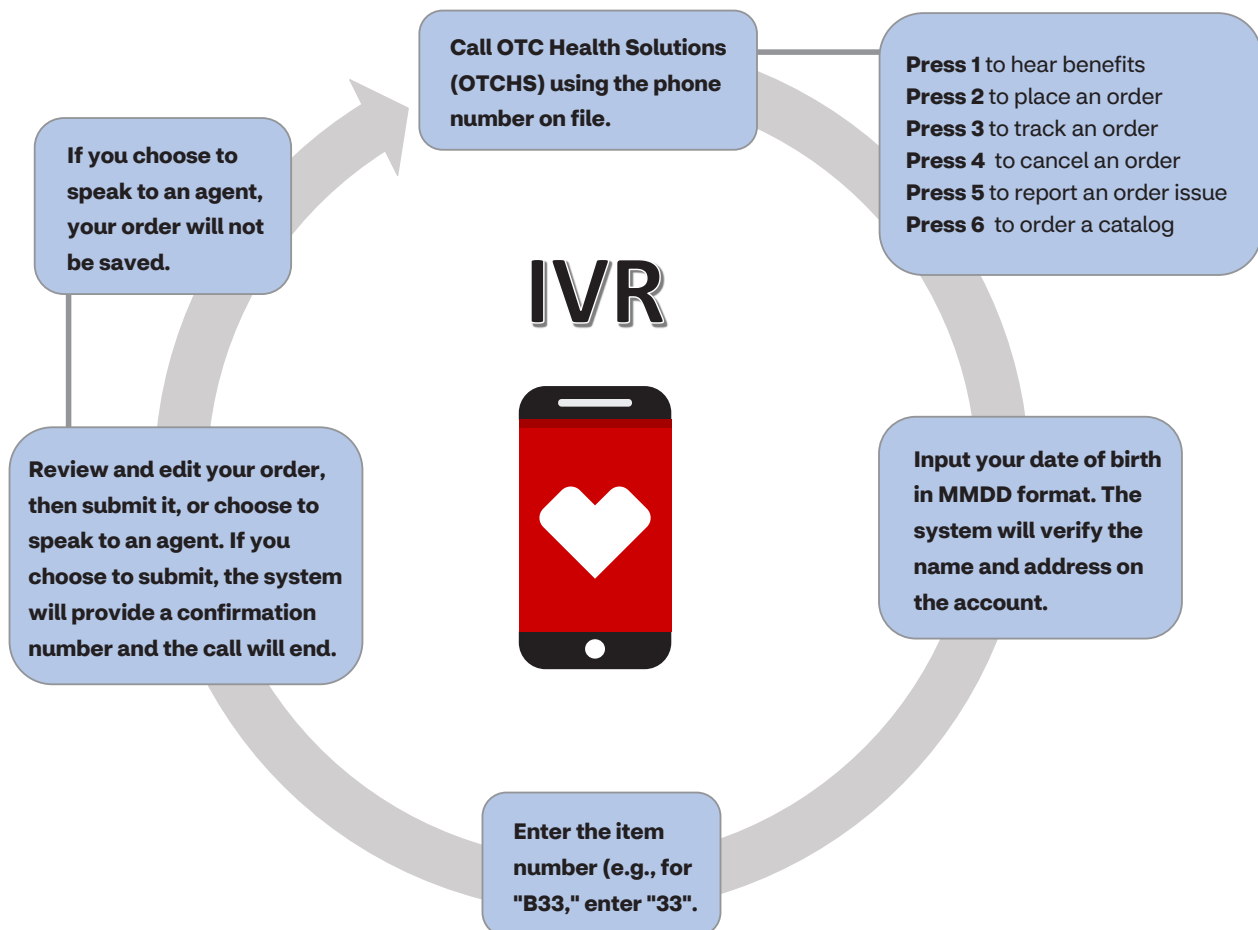 Call OTC Health Solutions
(OTCHS) using the phone
number on file.
Press 1 to hear benefits
Press 2 to place an order
Press 3 to track an order
Press 4 to cancel an order
Press 5 to report an order issue
Press 6 to order a catalog
Input your date of birth
in MMDD format. The
system will verify the
name and address on
the account.
Enter the item
number (e.g., for
"B33," enter "33".
Review and edit your order,
then submit it, or choose to
speak to an agent. If you
choose to submit, the system
will provide a confirmation
number and the call will end.
If you choose to
speak to an agent,
your order will not
be saved.
IVR